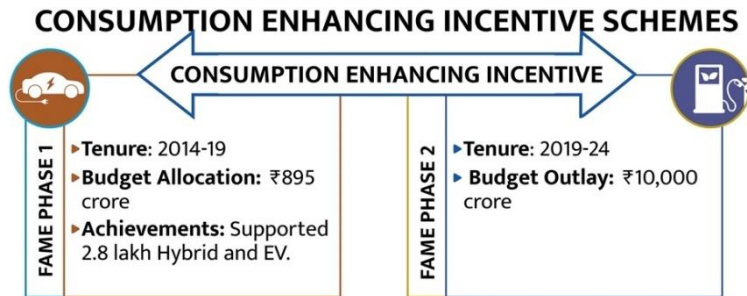 CONSUMPTION ENHANCING INCENTIVE SCHEMES
CONSUMPTION ENHANCING INCENTIVE
FAME PHASE 1
▸Tenure: 2014-19
▸Budget Allocation: ₹895
crore
▸Achievements: Supported
2.8 lakh Hybrid and EV.
FAME PHASE 2
▸Tenure: 2019-24
▸ Budget Outlay: ₹10,000
crore